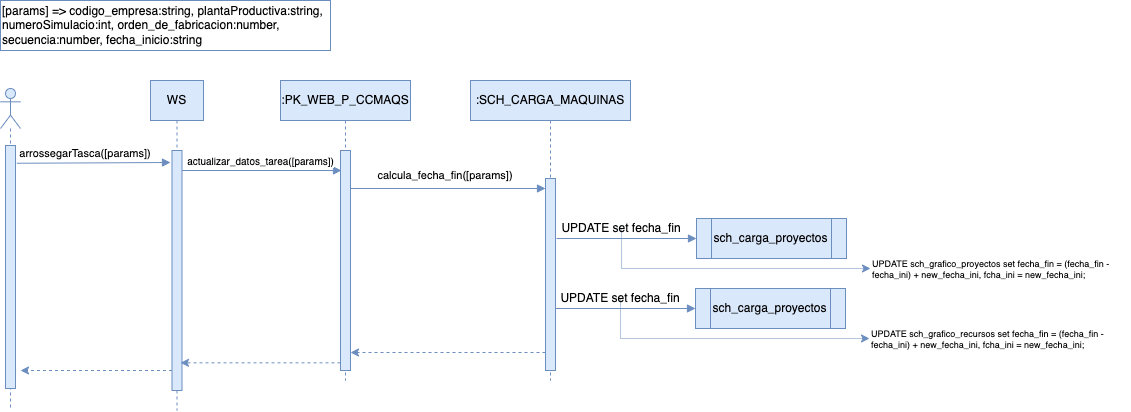 [params] => codigo_empresa:string, plantaProductiva:string,
numeroSimulacio:int, orden_de_fabricacion:number,
secuencia:number, fecha_inicio:string
WS
:PK_WEB_P_CCMAQS
:SCH_CARGA_MAQUINAS
arrossegarTasca([params])
actualizar_datos_tarea([params])
calcula_fecha_fin([params])
UPDATE set fecha_fin
sch_carga_proyectos
UPDATE sch_grafico_proyectos set fecha_fin = (fecha_fin -
fecha_ini) + new_fecha_ini, fcha_ini = new_fecha_ini;
UPDATE set fecha_fin
sch_carga_proyectos
UPDATE sch_grafico_recursos set fecha_fin = (fecha_fin -
fecha_ini) + new_fecha_ini, fcha_ini = new_fecha_ini;